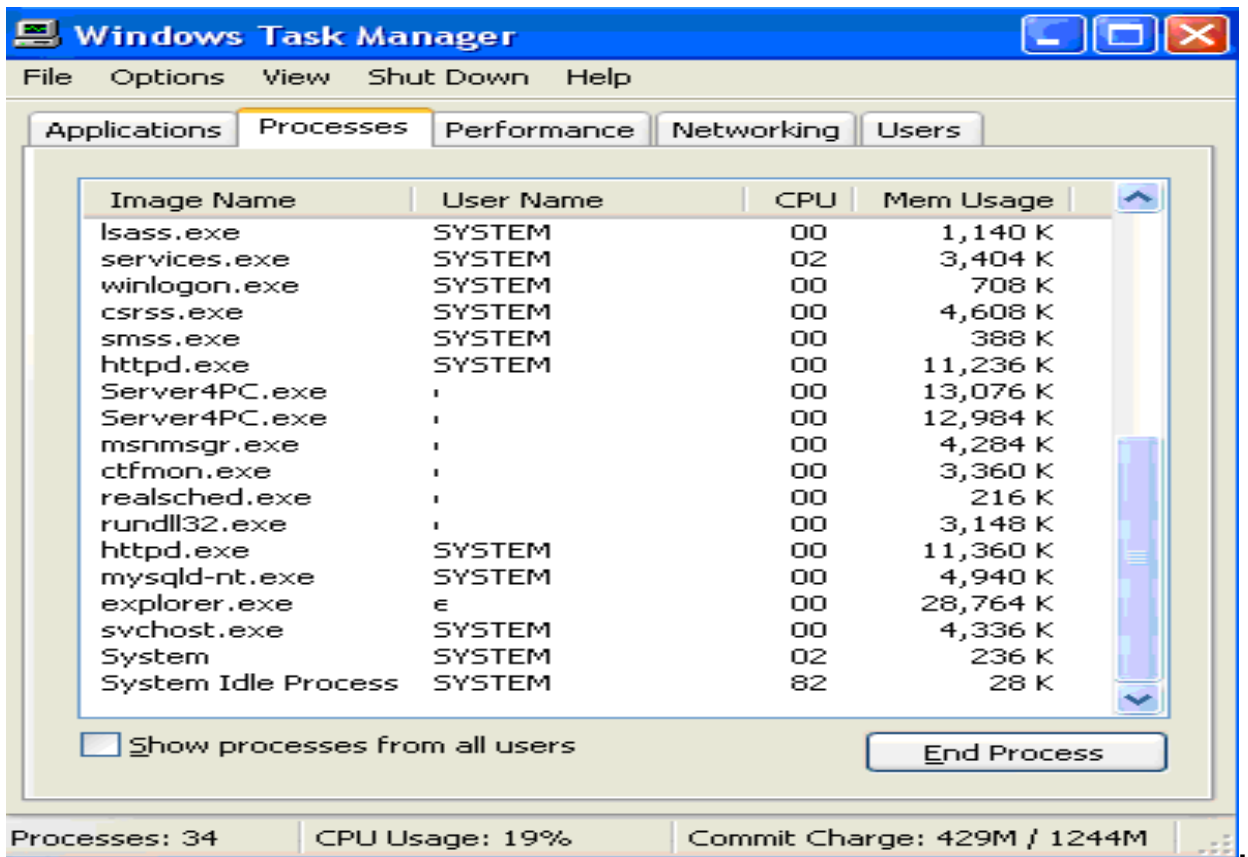 Windows Task Manager
File Options View Shut Down Help
Applications Processes Performance Networking Users
Image Name User Name CPU Mem Usage
lsass.exe SYSTEM 00 1,140 K
services.exe SYSTEM 02 3,404 K
winlogon.exe SYSTEM 00 708 K
csrss.exe SYSTEM 00 4,608 K
smss.exe SYSTEM 00 388 K
httpd.exe SYSTEM 00 11,236 K
Server4PC.exe 00 13,076 K
Server4PC.exe 00 12,984 K
msnmsgr.exe 00 4,284 K
ctfmon.exe 00 3,360 K
realsched.exe 00 216 K
rundll32.exe 00 3,148 K
httpd.exe SYSTEM 00 11,360 K
mysqld-nt.exe SYSTEM 00 4,940 K
explorer.exe 00 28,764 K
svchost.exe SYSTEM 00 4,336 K
System SYSTEM 02 236 K
System Idle Process SYSTEM 82 28 K
Show processes from all users End Process
Processes: 34 CPU Usage: 19% Commit Charge: 429M / 1244M